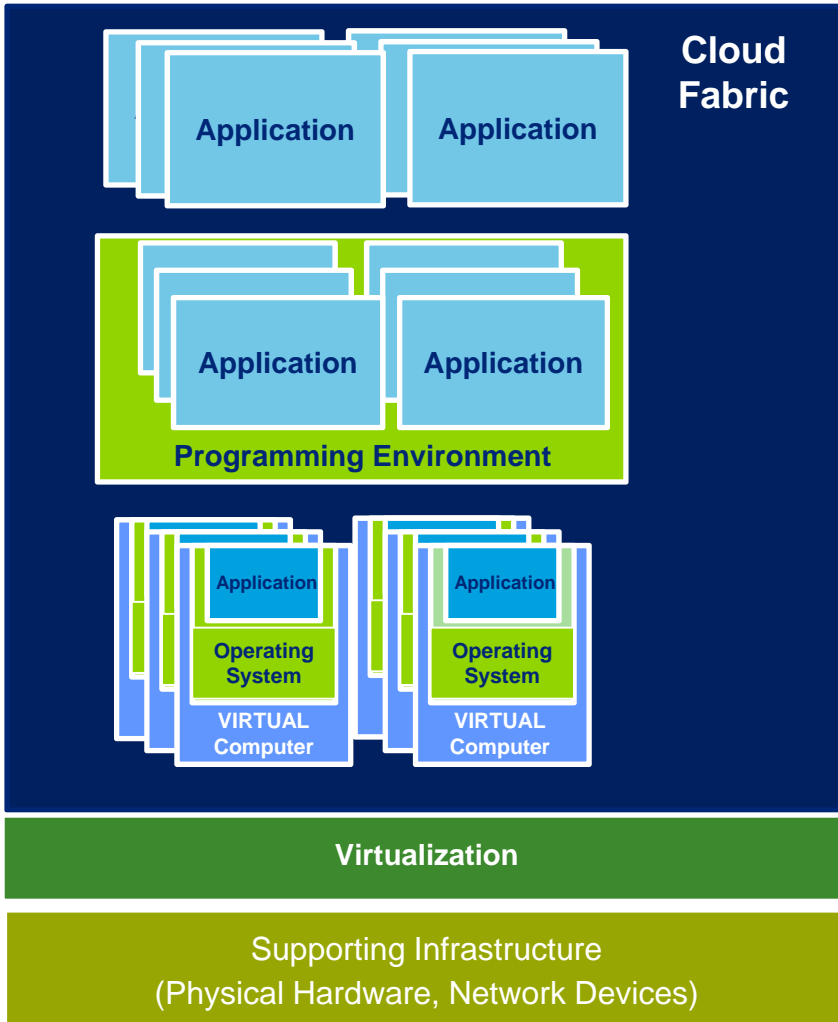 Cloud
Fabric
Application
Application
Application
Application
Programming Environment
Application
Application
Operating
System
Operating
System
VIRTUAL
Computer
VIRTUAL
Computer
Virtualization
Supporting Infrastructure
(Physical Hardware, Network Devices)